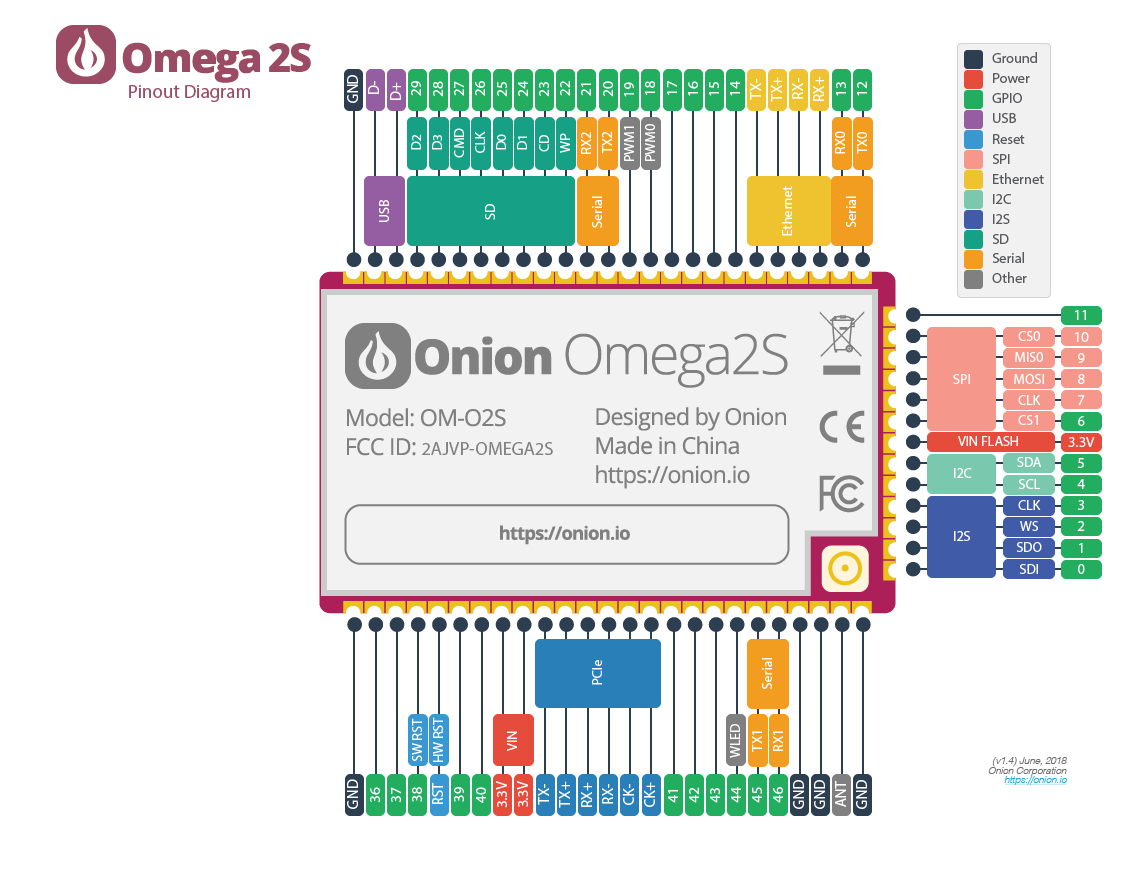 Omega 2S
Pinout Diagram
GND D- D+ 29 28 27 26 25 24 23 22 21 20 19 18 17 16 15 14 TX- TX+ RX- RX+ 13 12
D2 D3 CMD CLK D0 D1 CD WP RX2 TX2 PWM1 PWM0 RX0 TX0
USB SD Serial Ethernet Serial
Ground
Power
GPIO
USB
Reset
SPI
Ethernet
I2C
I2S
SD
Serial
Other
Onion Omega2S
Model: OM-O2S
FCC ID: 2AJVP-OMEGA2S
Designed by Onion
Made in China
https://onion.io
CE
FC
https://onion.io
11
SPI
CS0 10
MIS0 9
MOSI 8
CLK 7
CS1 6
VIN FLASH 3.3V
I2C
SDA 5
SCL 4
I2S
CLK 3
WS 2
SDO 1
SDI 0
PCIe Serial
SW RST HW RST VIN WLED TX1 RX1
GND 36 37 38 RST 39 40 3.3V 3.3V TX- TX+ RX+ RX- CK- CK+ 41 42 43 44 45 46 GND GND ANT GND
(v1.4) June, 2018
Onion Corporation
https://onion.io